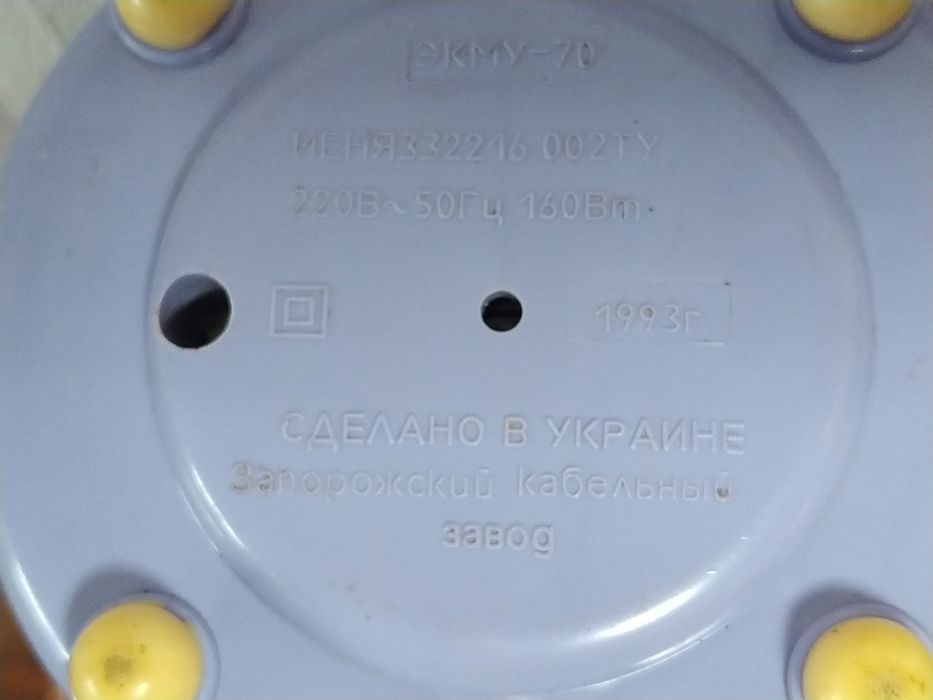 ЭКМУ-70
ИЕНЯ332216 002ТУ
220В~50Гц 160Вт
1993г
СДЕЛАНО В УКРАИНЕ
Запорожский кабельный
завод